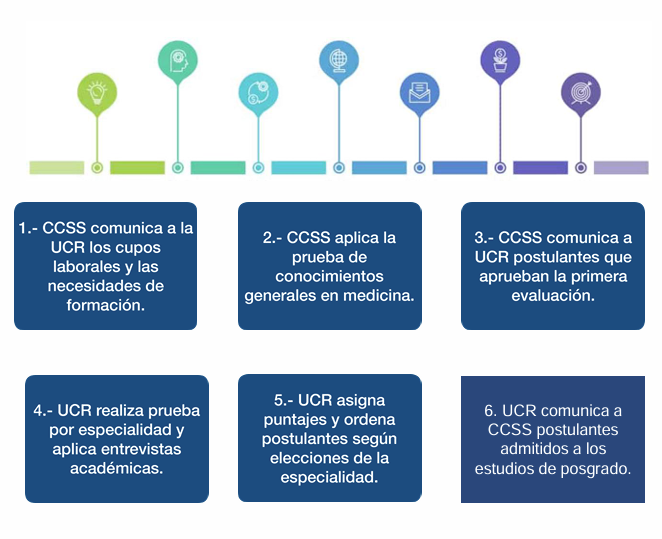 1.- CCSS comunica a la
UCR los cupos
laborales y las
necesidades de
formación.
2.- CCSS aplica la
prueba de
conocimientos
generales en medicina.
3.- CCSS comunica a
UCR postulantes que
aprueban la primera
evaluación.
4.- UCR realiza prueba
por especialidad y
aplica entrevistas
académicas.
5.- UCR asigna
puntajes y ordena
postulantes según
elecciones de la
especialidad.
6. UCR comunica a
CCSS postulantes
admitidos a los
estudios de posgrado.